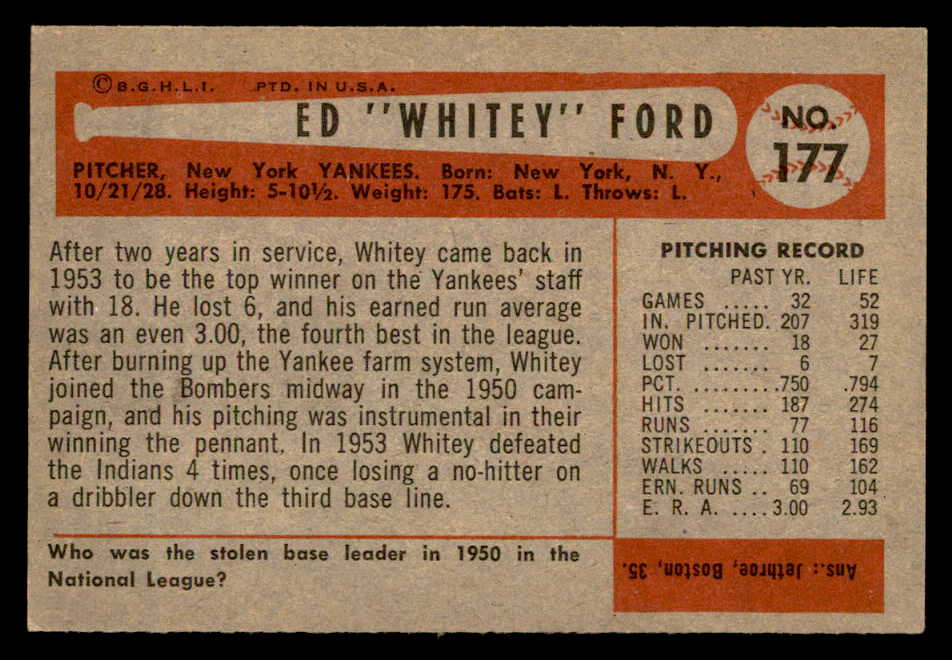 © B.G.H.L.I. PTD. IN U.S.A.
ED "WHITEY" FORD
NO.
177
PITCHER, New York YANKEES. Born: New York, N. Y.,
10/21/28. Height: 5-10½. Weight: 175. Bats: L. Throws: L.
After two years in service, Whitey came back in
1953 to be the top winner on the Yankees' staff
with 18. He lost 6, and his earned run average
was an even 3.00, the fourth best in the league.
After burning up the Yankee farm system, Whitey
joined the Bombers midway in the 1950 cam-
paign, and his pitching was instrumental in their
winning the pennant. In 1953 Whitey defeated
the Indians 4 times, once losing a no-hitter on
a dribbler down the third base line.
PITCHING RECORD
PAST YR. LIFE
GAMES ..... 32 52
IN. PITCHED. 207 319
WON ....... 18 27
LOST ....... 6 7
PCT. .........750 .794
HITS ....... 187 274
RUNS ....... 77 116
STRIKEOUTS . 110 169
WALKS ..... 110 162
ERN. RUNS .. 69 104
E. R. A. ....3.00 2.93
Who was the stolen base leader in 1950 in the
National League?
Ans.: Jethroe, Boston, 35.